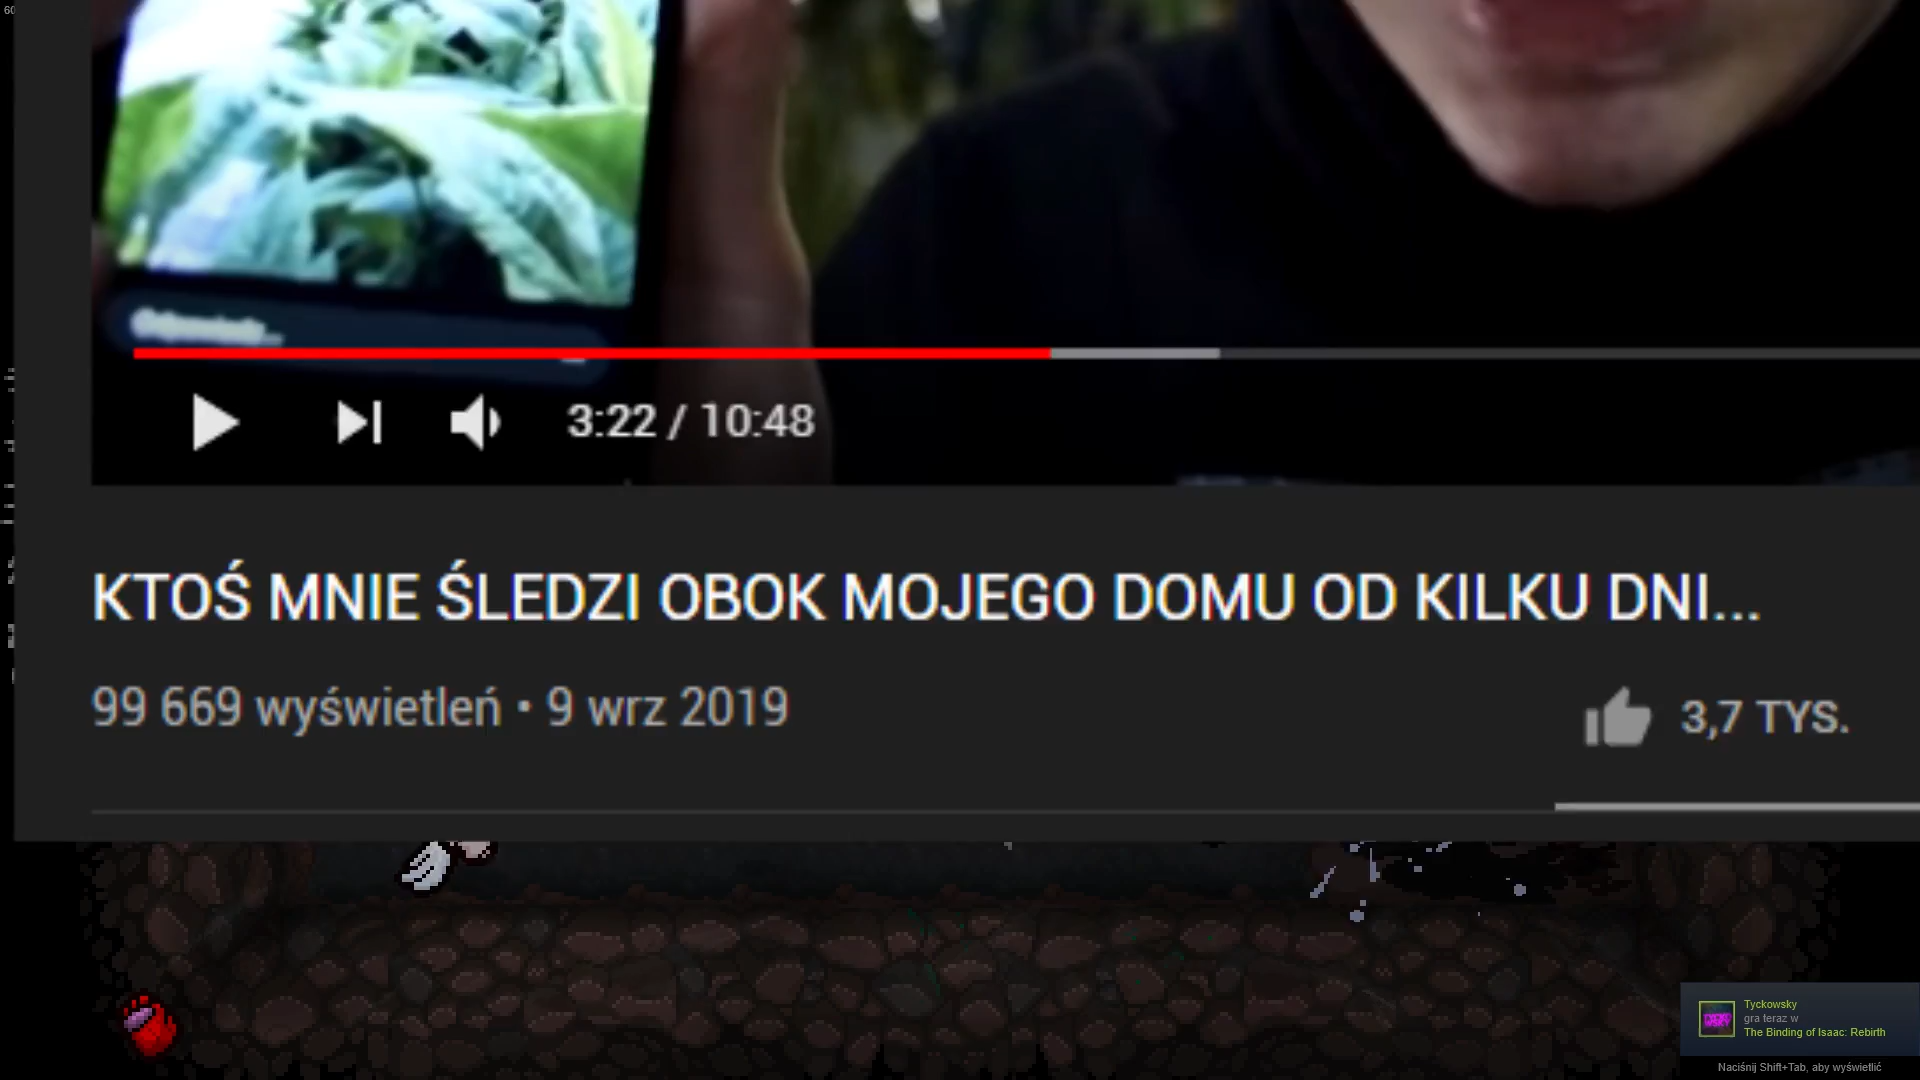 60
3:22 / 10:48
KTOŚ MNIE ŚLEDZI OBOK MOJEGO DOMU OD KILKU DNI...
99 669 wyświetleń • 9 wrz 2019
3,7 TYS.
Tyckowsky
gra teraz w
The Binding of Isaac: Rebirth
Naciśnij Shift+Tab, aby wyświetlić